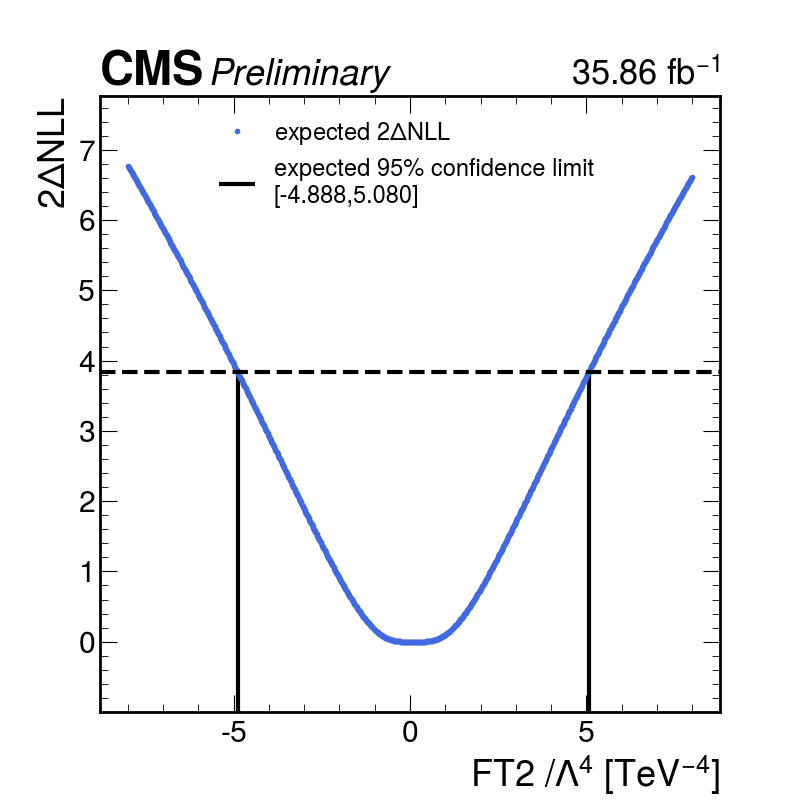 CMS Preliminary 35.86 fb⁻¹
2ΔNLL
expected 2ΔNLL
expected 95% confidence limit
[-4.888,5.080]
7
6
5
4
3
2
1
0
-5 0 5
FT2 /Λ⁴ [TeV⁻⁴]